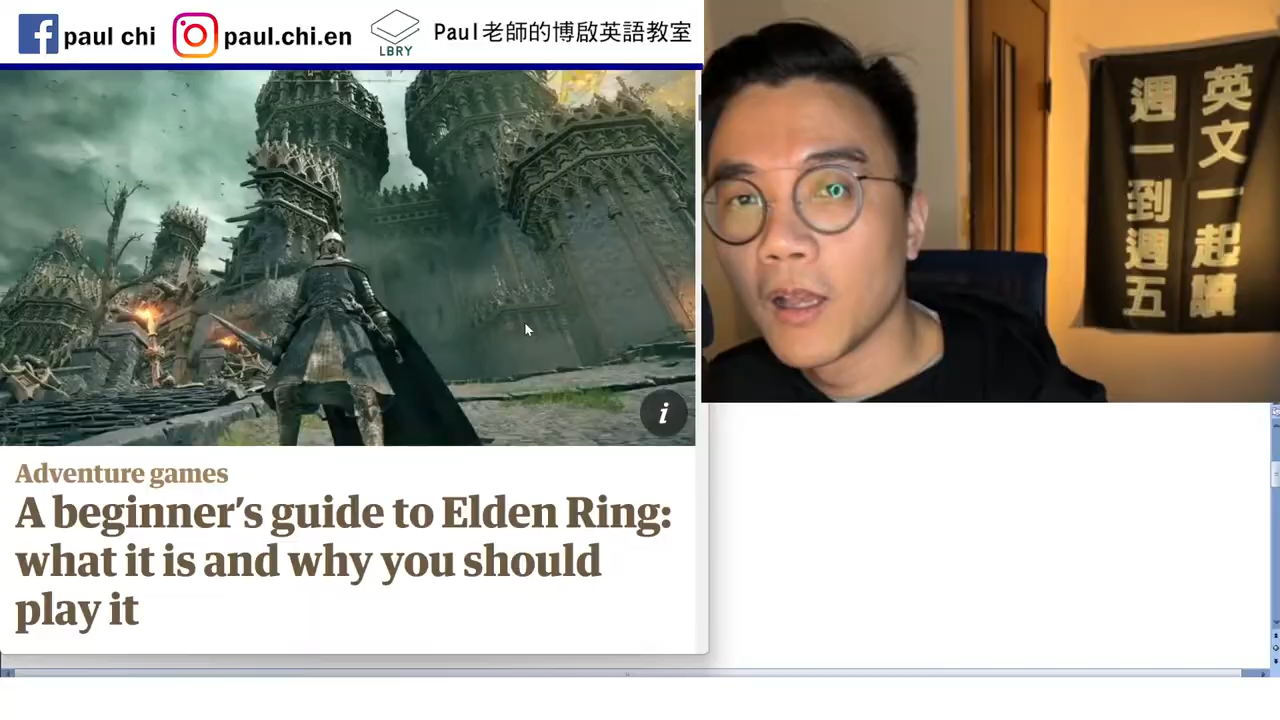 paul chi
paul.chi.en
LBRY
Paul老師的博啟英語教室
英文一起讀
週一到週五
i
Adventure games
A beginner's guide to Elden Ring:
what it is and why you should
play it